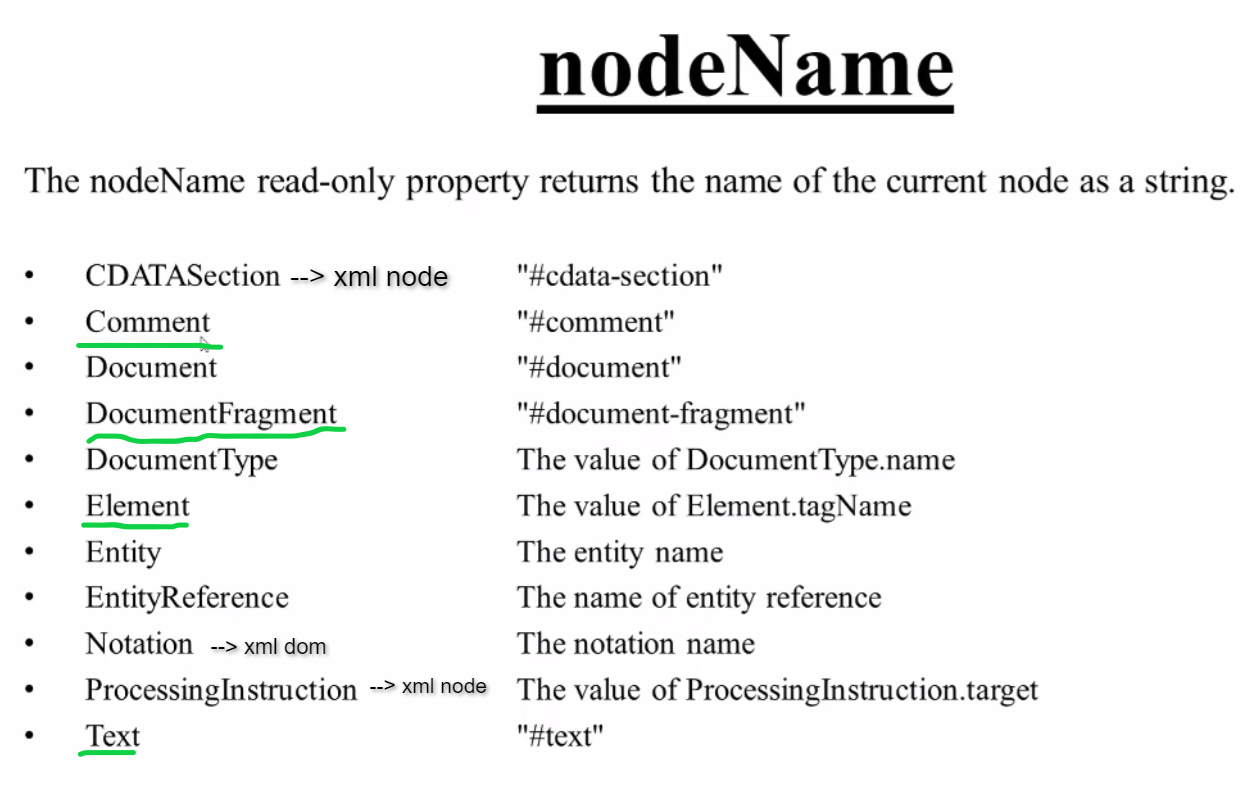 nodeName
The nodeName read-only property returns the name of the current node as a string.
• CDATASection --> xml node "#cdata-section"
• Comment "#comment"
• Document "#document"
• DocumentFragment "#document-fragment"
• DocumentType The value of DocumentType.name
• Element The value of Element.tagName
• Entity The entity name
• EntityReference The name of entity reference
• Notation --> xml dom The notation name
• ProcessingInstruction --> xml node The value of ProcessingInstruction.target
• Text "#text"